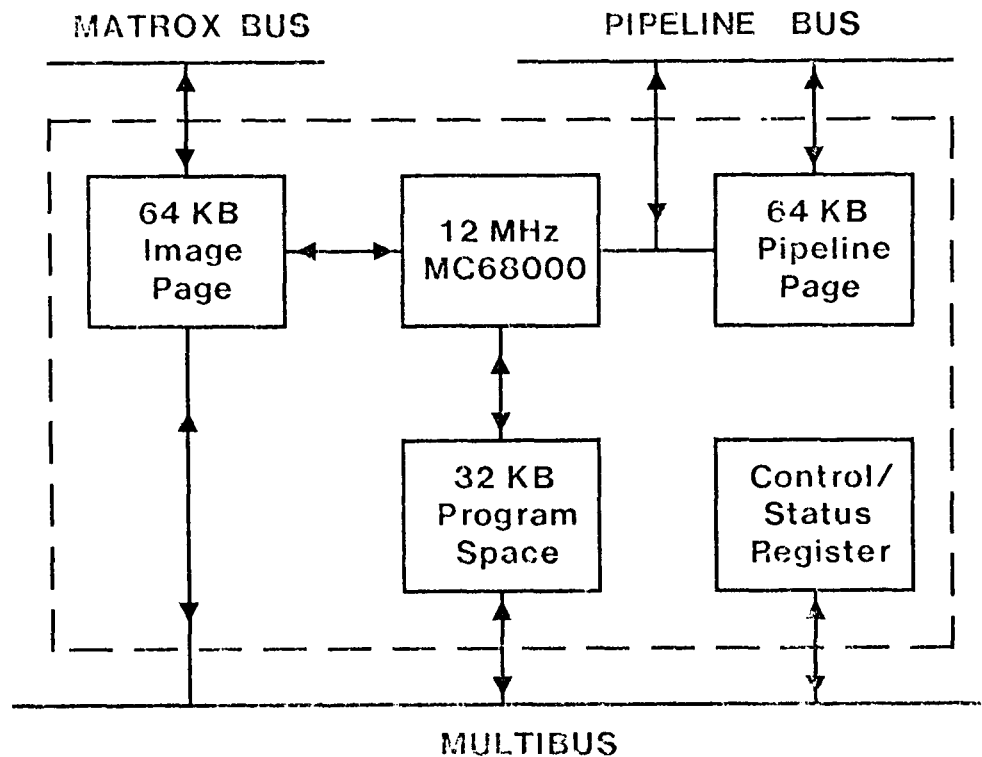 MATROX BUS
PIPELINE BUS
64 KB
Image
Page
12 MHz
MC68000
64 KB
Pipeline
Page
32 KB
Program
Space
Control/
Status
Register
MULTIBUS